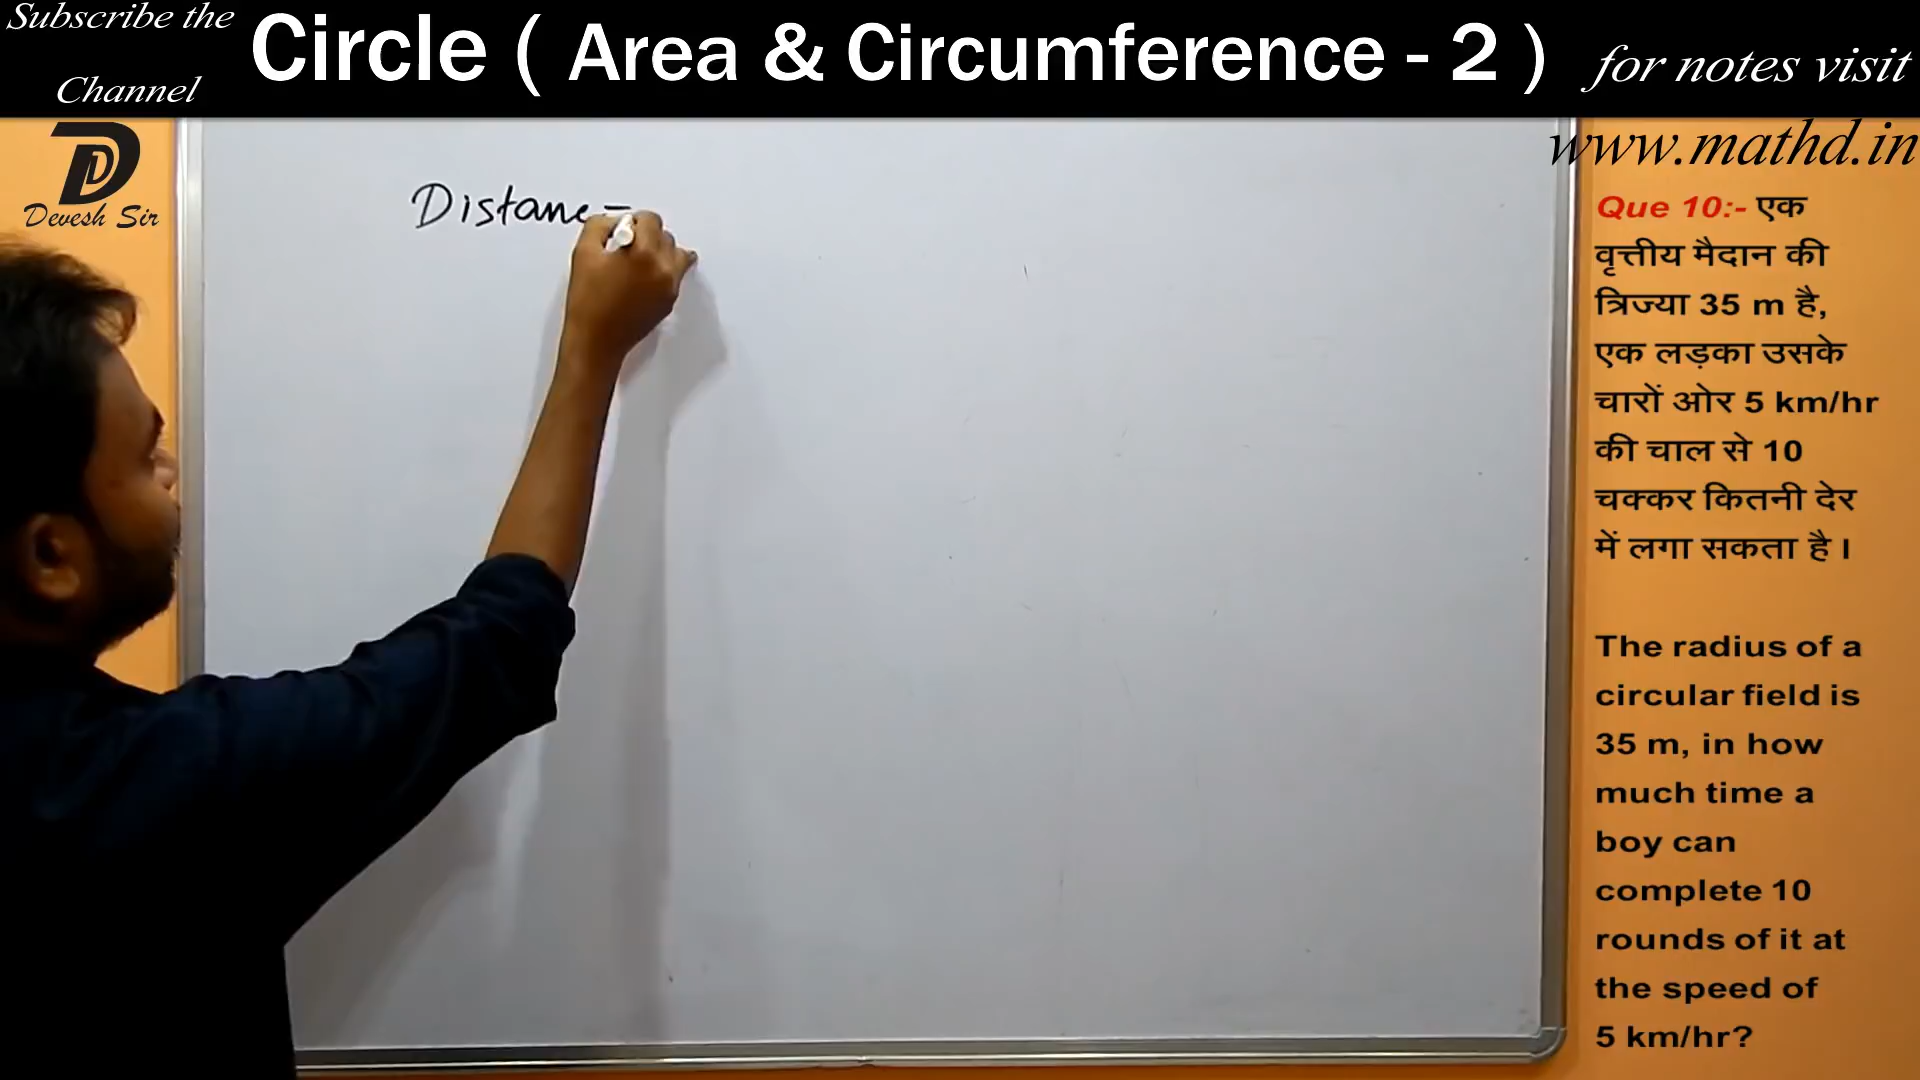 Subscribe the
Channel
Circle ( Area & Circumference - 2 )
for notes visit
www.mathd.in
D
Devesh Sir
Distane =
Que 10:- एक
वृत्तीय मैदान की
त्रिज्या 35 m है,
एक लड़का उसके
चारों ओर 5 km/hr
की चाल से 10
चक्कर कितनी देर
में लगा सकता है ।
The radius of a
circular field is
35 m, in how
much time a
boy can
complete 10
rounds of it at
the speed of
5 km/hr?